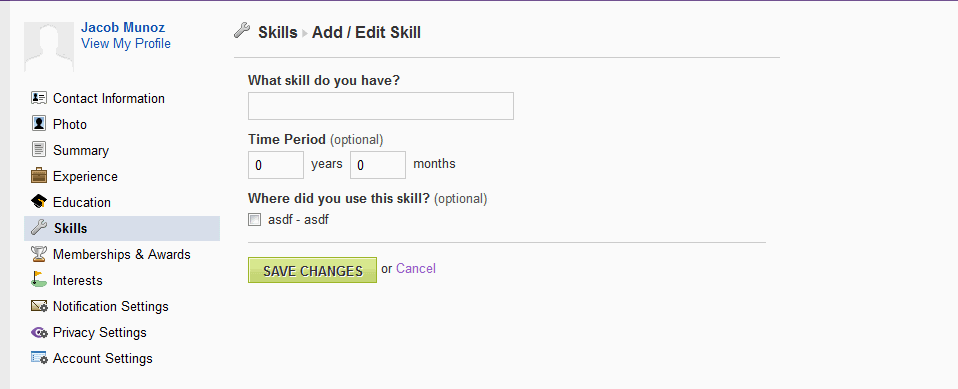 Jacob Munoz
View My Profile
Contact Information
Photo
Summary
Experience
Education
Skills
Memberships & Awards
Interests
Notification Settings
Privacy Settings
Account Settings
Skills Add / Edit Skill
What skill do you have?
Time Period (optional)
0 years 0 months
Where did you use this skill? (optional)
asdf - asdf
SAVE CHANGES or Cancel